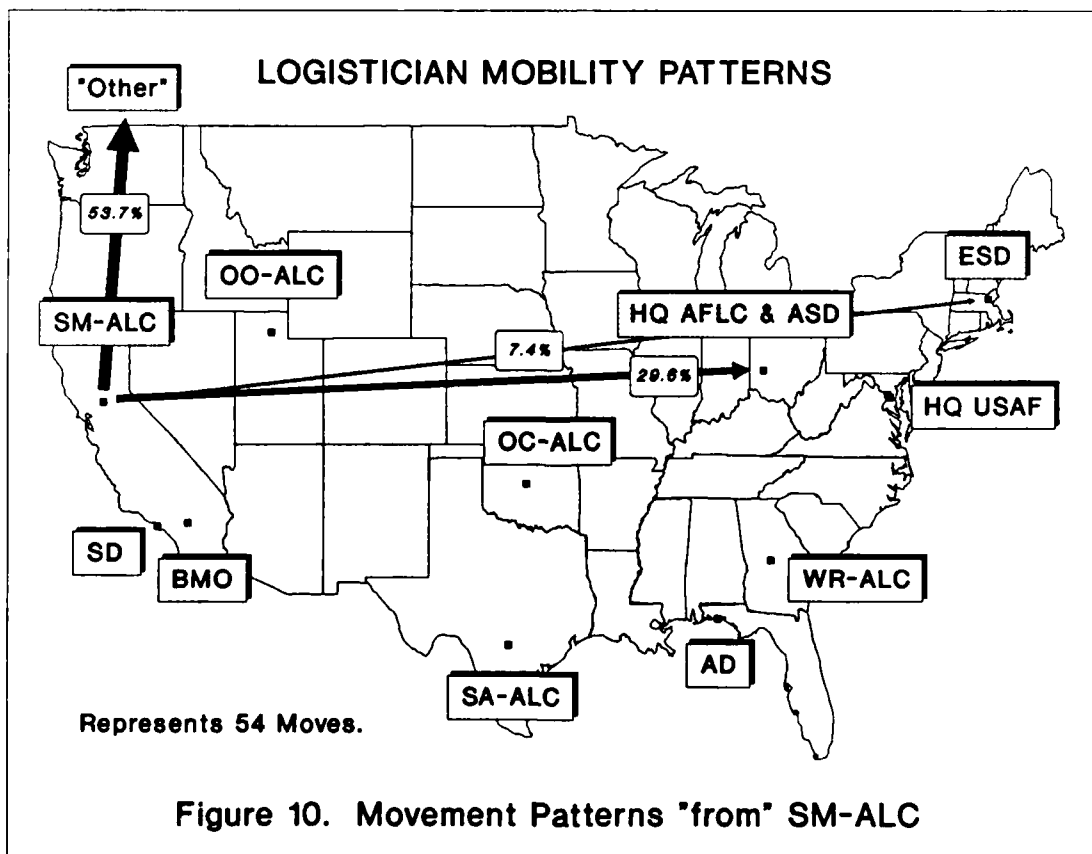 LOGISTICIAN MOBILITY PATTERNS
"Other"
53.7%
OO-ALC
ESD
SM-ALC
HQ AFLC & ASD
7.4%
29.6%
HQ USAF
OC-ALC
SD
BMO
WR-ALC
AD
SA-ALC
Represents 54 Moves.
Figure 10. Movement Patterns "from" SM-ALC